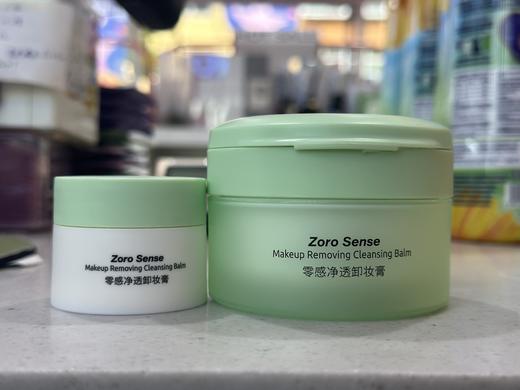 Zoro Sense
Makeup Removing Cleansing Balm
零感净透卸妆膏
Zoro Sense
Makeup Removing Cleansing Balm
零感净透卸妆膏